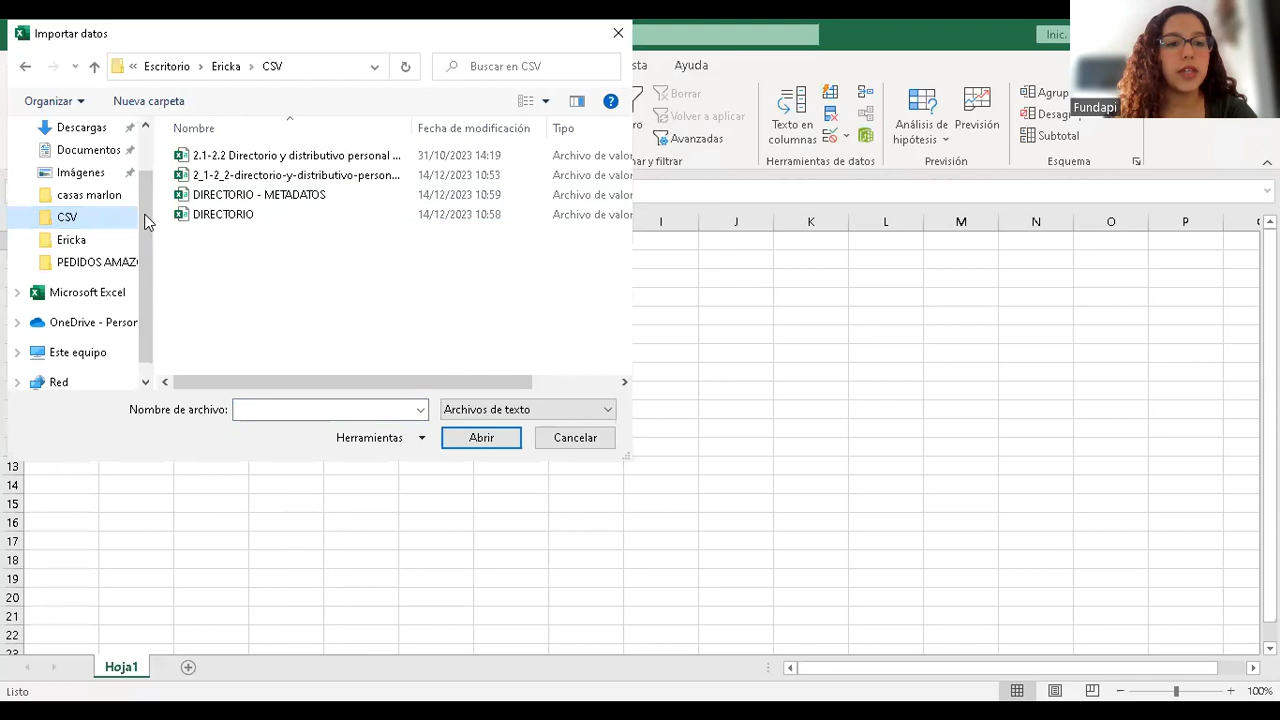 Importar datos
Inic.
« Escritorio > Ericka > CSV
Buscar en CSV
sta Ayuda
Organizar Nueva carpeta
Descargas
Documentos
Imágenes
casas marlon
CSV
Ericka
PEDIDOS AMAZ
Microsoft Excel
OneDrive - Person
Este equipo
Red
Nombre Fecha de modificación Tipo
2.1-2.2 Directorio y distributivo personal ... 31/10/2023 14:19 Archivo de valor
2_1-2_2-directorio-y-distributivo-person... 14/12/2023 10:53 Archivo de valor
DIRECTORIO - METADATOS 14/12/2023 10:59 Archivo de valor
DIRECTORIO 14/12/2023 10:58 Archivo de valor
Nombre de archivo: Archivos de texto
Herramientas Abrir Cancelar
Borrar
Volver a aplicar
Avanzadas
ar y filtrar
Texto en
columnas
Herramientas de datos
Análisis de
hipótesis
Previsión
Previsión
Agrup
Desag
Subtotal
Esquema
Fundapi
I J K L M N O P
13
14
15
16
17
18
19
20
21
22
23
Hoja1
Listo
100%